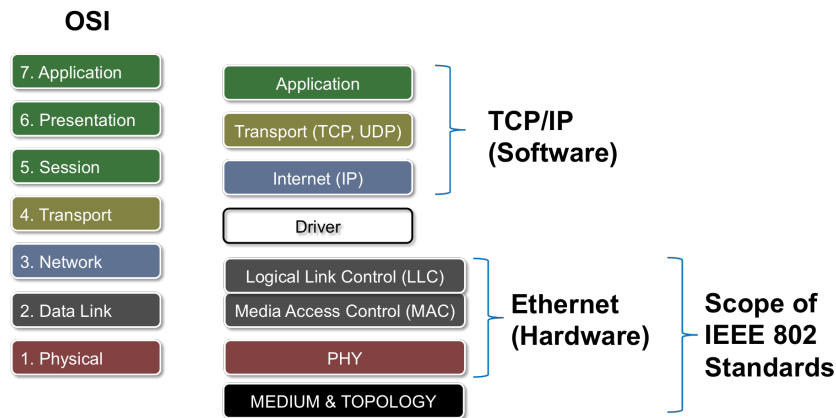 OSI
7. Application
6. Presentation
5. Session
4. Transport
3. Network
2. Data Link
1. Physical
Application
Transport (TCP, UDP)
Internet (IP)
Driver
Logical Link Control (LLC)
Media Access Control (MAC)
PHY
MEDIUM & TOPOLOGY
TCP/IP
(Software)
Ethernet
(Hardware)
Scope of
IEEE 802
Standards